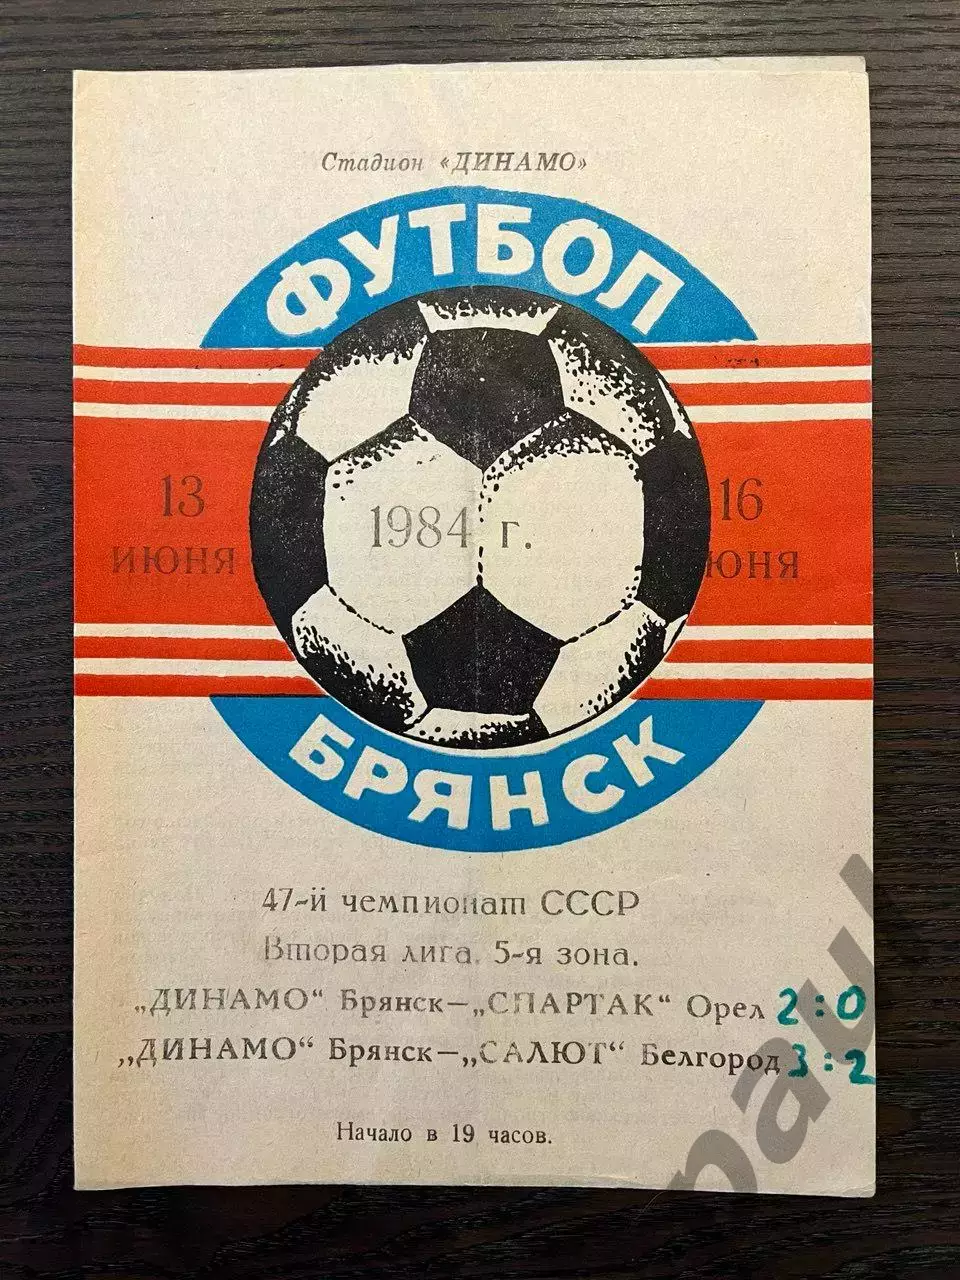 Стадион «ДИНАМО»
ФУТБОЛ
13
ИЮНЯ
1984 г.
16
ИЮНЯ
БРЯНСК
47-й чемпионат СССР
Вторая лига, 5-я зона.
„ДИНАМО“ Брянск—„СПАРТАК“ Орел 2:0
„ДИНАМО“ Брянск—„САЛЮТ“ Белгород 3:2
Начало в 19 часов.
pau